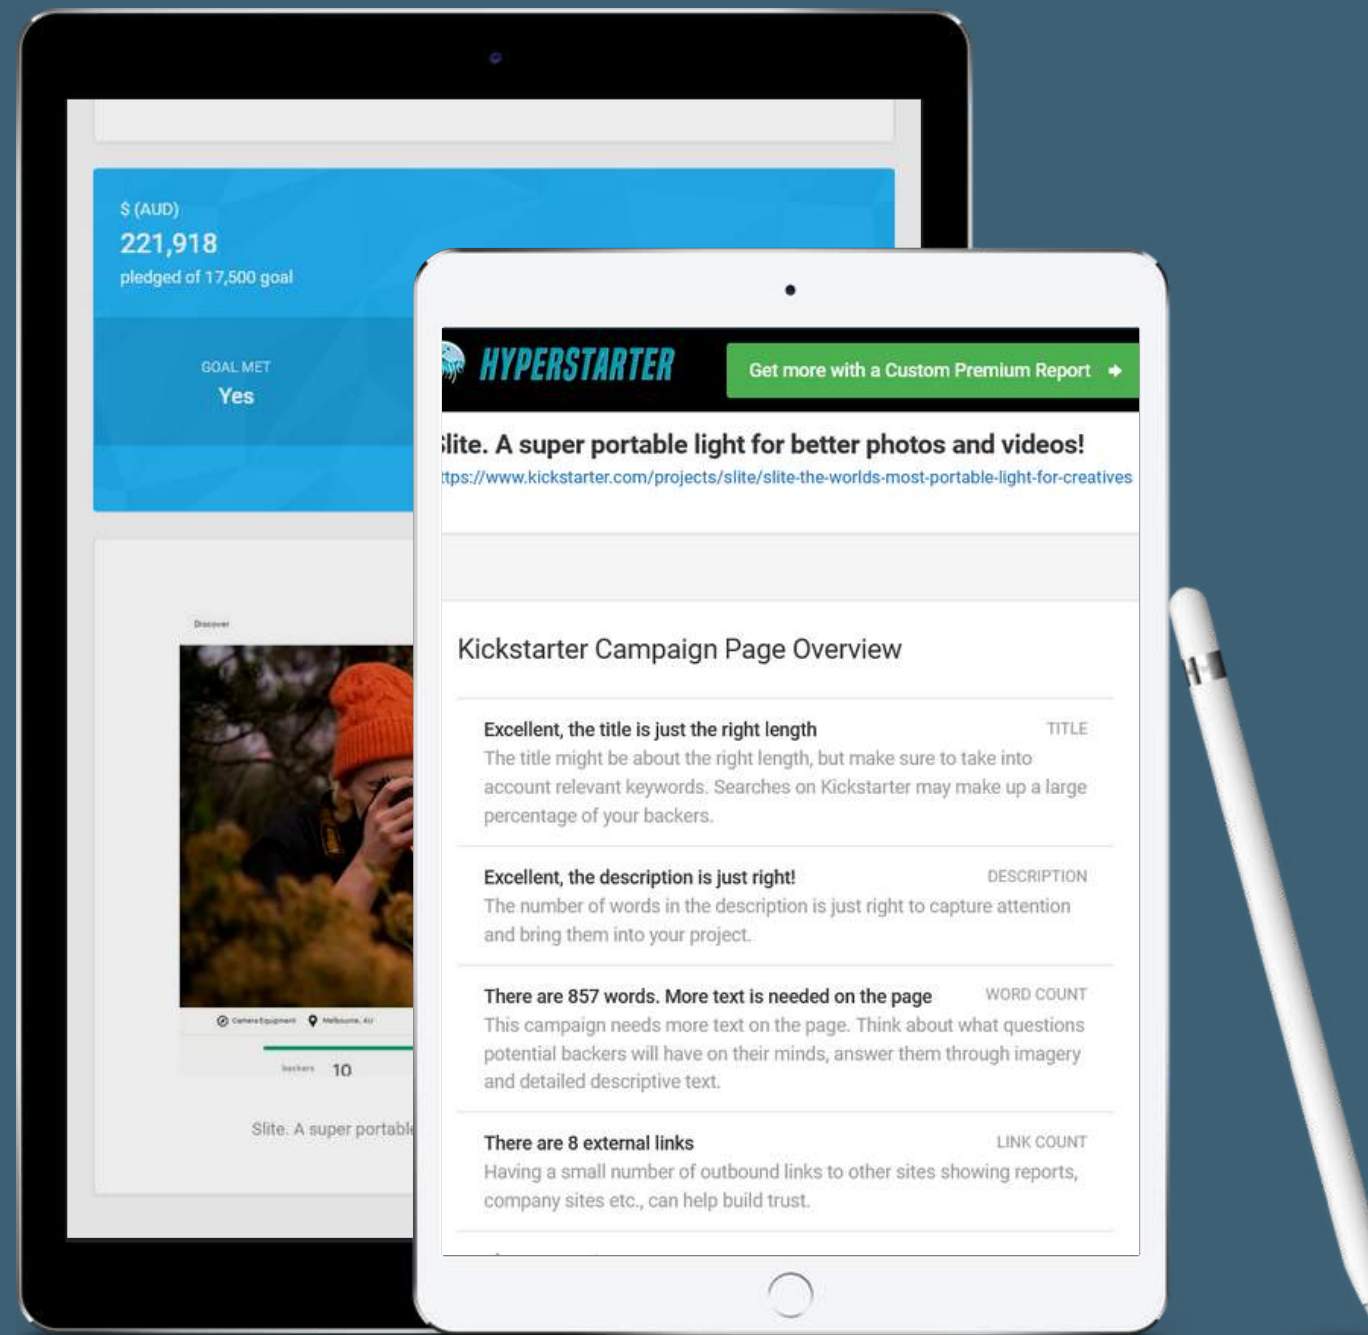 $ (AUD)
221,918
pledged of 17,500 goal
GOAL MET
Yes
Discover
Camera Equipment Melbourne, AU
backers 10
Slite. A super portable
HYPERSTARTER
Get more with a Custom Premium Report
Slite. A super portable light for better photos and videos!
ttps://www.kickstarter.com/projects/slite/slite-the-worlds-most-portable-light-for-creatives
Kickstarter Campaign Page Overview
Excellent, the title is just the right length TITLE
The title might be about the right length, but make sure to take into
account relevant keywords. Searches on Kickstarter may make up a large
percentage of your backers.
Excellent, the description is just right! DESCRIPTION
The number of words in the description is just right to capture attention
and bring them into your project.
There are 857 words. More text is needed on the page WORD COUNT
This campaign needs more text on the page. Think about what questions
potential backers will have on their minds, answer them through imagery
and detailed descriptive text.
There are 8 external links LINK COUNT
Having a small number of outbound links to other sites showing reports,
company sites etc., can help build trust.